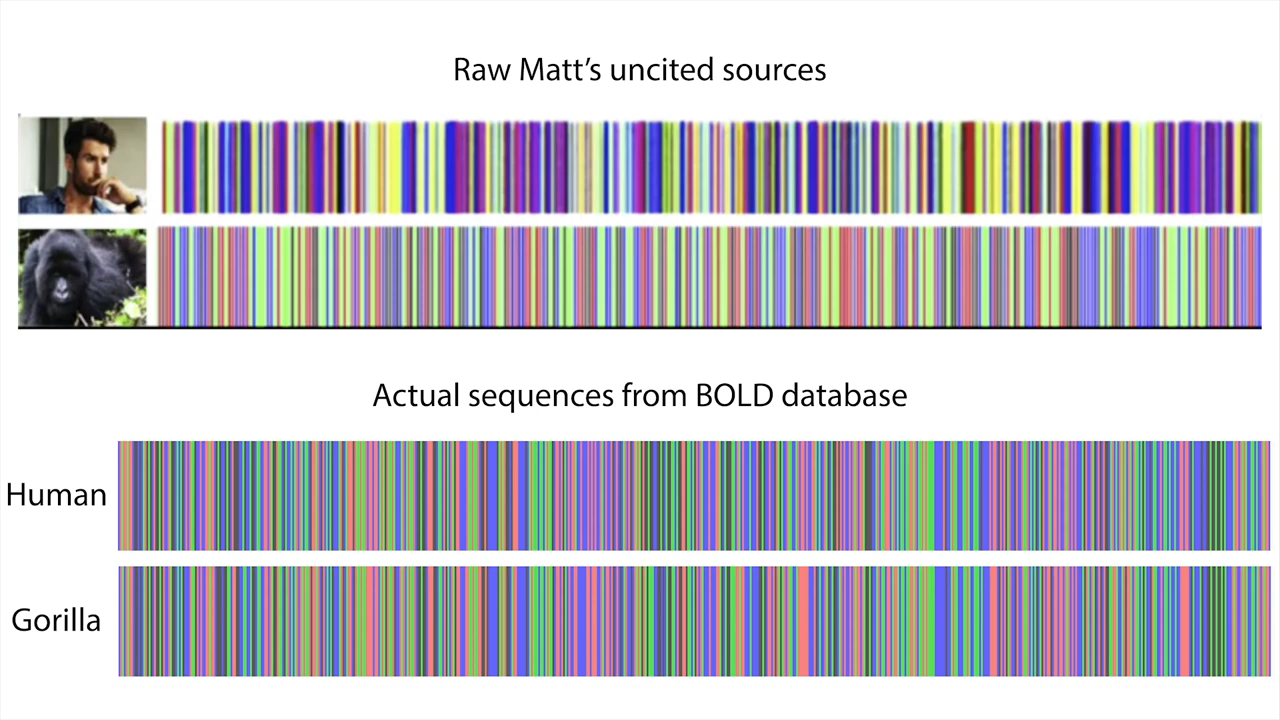 Raw Matt’s uncited sources
Actual sequences from BOLD database
Human
Gorilla